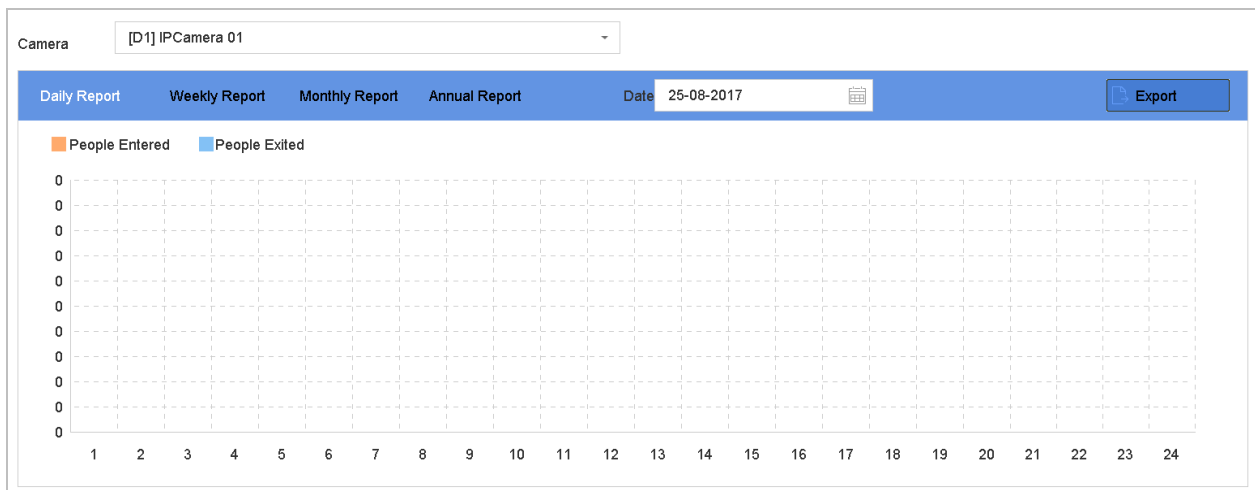 Camera [D1] IPCamera 01
Daily Report Weekly Report Monthly Report Annual Report Date 25-08-2017 Export
People Entered People Exited
0
0
0
0
0
0
0
0
0
0
0
1 2 3 4 5 6 7 8 9 10 11 12 13 14 15 16 17 18 19 20 21 22 23 24